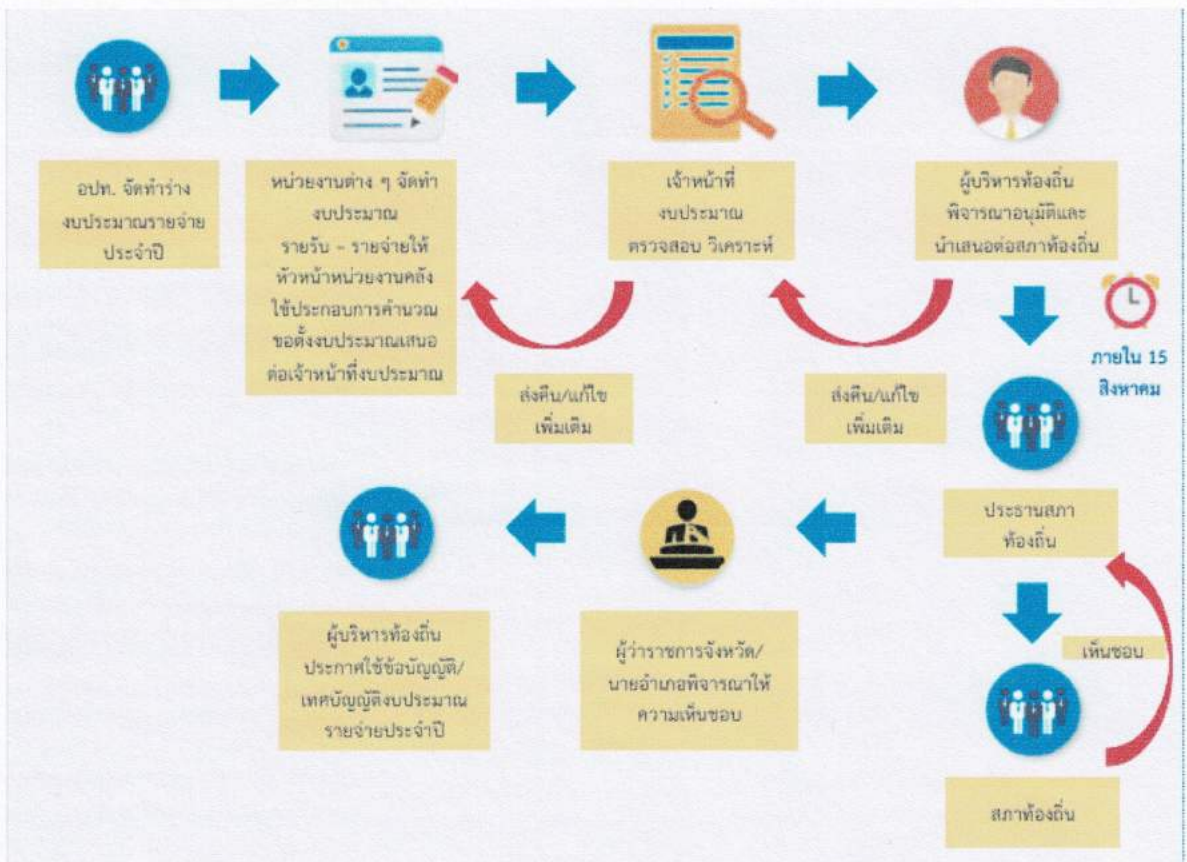 อปท. จัดทำร่าง
งบประมาณรายจ่าย
ประจำปี
หน่วยงานต่าง ๆ จัดทำ
งบประมาณ
รายรับ – รายจ่ายให้
หัวหน้าหน่วยงานคลัง
ใช้ประกอบการคำนวณ
ขอตั้งงบประมาณเสนอ
ต่อเจ้าหน้าที่งบประมาณ
เจ้าหน้าที่
งบประมาณ
ตรวจสอบ วิเคราะห์
ผู้บริหารท้องถิ่น
พิจารณาอนุมัติและ
นำเสนอต่อสภาท้องถิ่น
ภายใน 15
สิงหาคม
ส่งคืน/แก้ไข
เพิ่มเติม
ส่งคืน/แก้ไข
เพิ่มเติม
ประธานสภา
ท้องถิ่น
เห็นชอบ
สภาท้องถิ่น
ผู้ว่าราชการจังหวัด/
นายอำเภอพิจารณาให้
ความเห็นชอบ
ผู้บริหารท้องถิ่น
ประกาศใช้ข้อบัญญัติ/
เทศบัญญัติงบประมาณ
รายจ่ายประจำปี